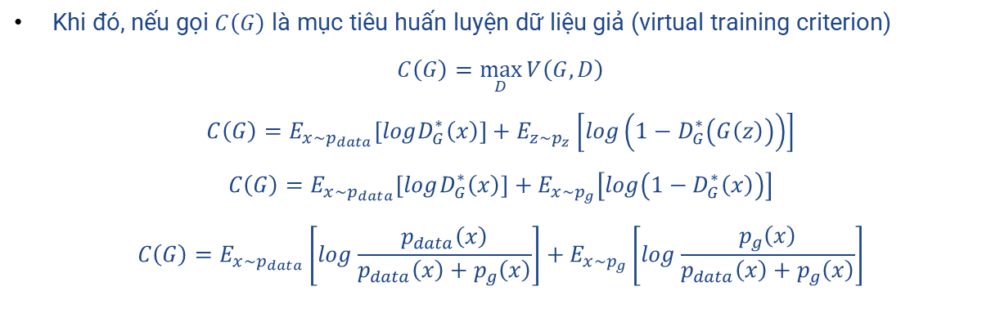 • Khi đó, nếu gọi C(G) là mục tiêu huấn luyện dữ liệu giả (virtual training criterion)
$C(G) = \max_{D} V(G, D)$
$C(G) = E_{x \sim p_{data}}[log D_G^*(x)] + E_{z \sim p_z}\left[log\left(1 - D_G^*(G(z))\right)\right]$
$C(G) = E_{x \sim p_{data}}[log D_G^*(x)] + E_{x \sim p_g}[log(1 - D_G^*(x))]$
$C(G) = E_{x \sim p_{data}}\left[log \frac{p_{data}(x)}{p_{data}(x) + p_g(x)}\right] + E_{x \sim p_g}\left[log \frac{p_g(x)}{p_{data}(x) + p_g(x)}\right]$